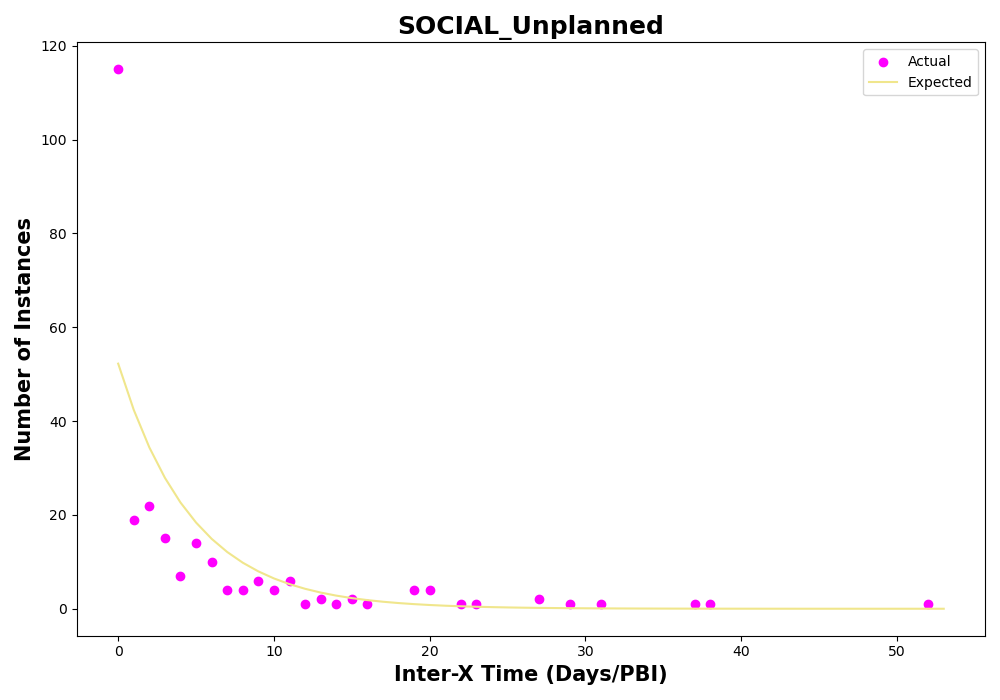 SOCIAL_Unplanned
Actual
Expected
Number of Instances
120
100
80
60
40
20
0
0 10 20 30 40 50
Inter-X Time (Days/PBI)